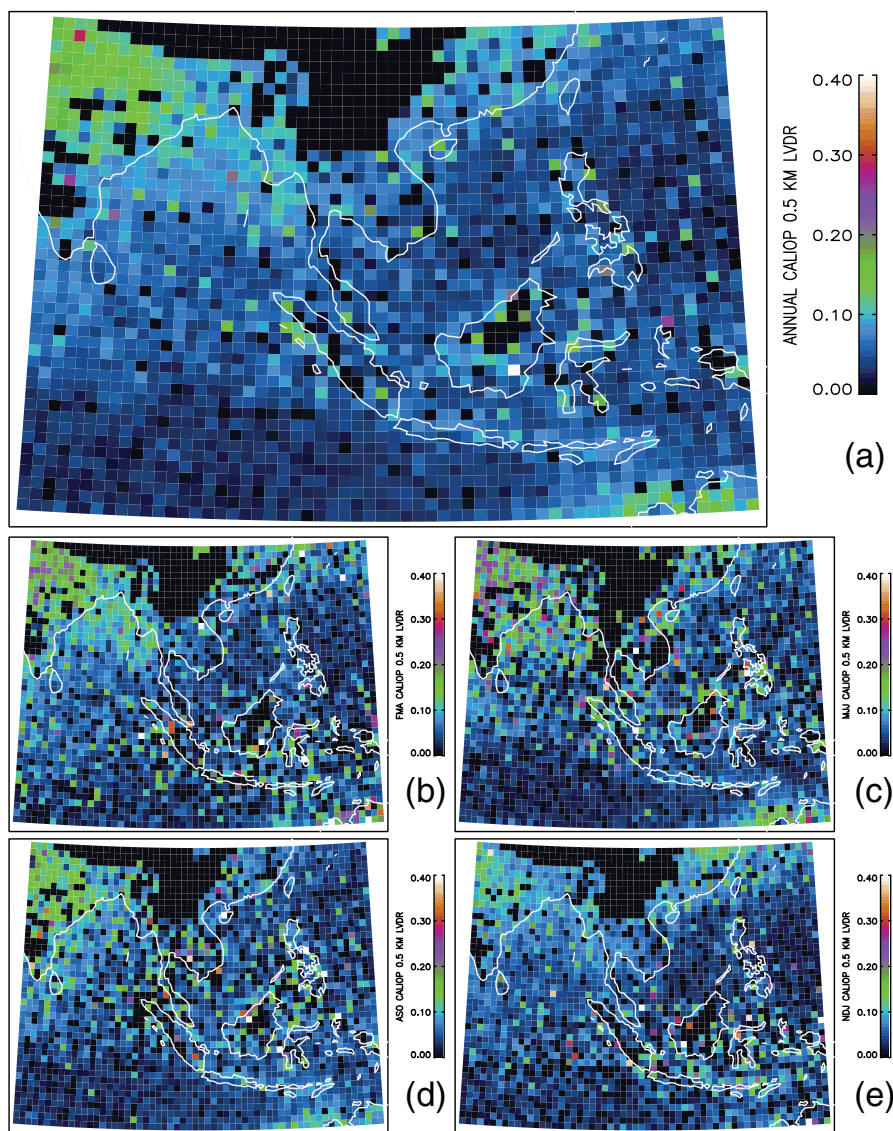 0.40
0.30
0.20
0.10
0.00
ANNUAL CALIOP 0.5 KM LVDR
(a)
0.40
0.30
0.20
0.10
0.00
FMA CALIOP 0.5 KM LVDR
(b)
0.40
0.30
0.20
0.10
0.00
MJJ CALIOP 0.5 KM LVDR
(c)
0.40
0.30
0.20
0.10
0.00
ASO CALIOP 0.5 KM LVDR
(d)
0.40
0.30
0.20
0.10
0.00
NDJ CALIOP 0.5 KM LVDR
(e)